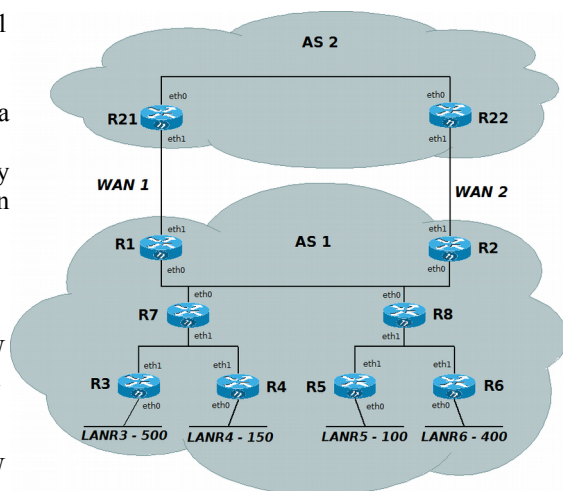 l
AS 2
eth0
eth0
a
R21
R22
eth1
eth1
y
WAN 1
n
WAN 2
eth1
AS 1
eth1
R1
R2
eth0
eth0
eth0
eth0
R7
R8
eth1
eth1
w
eth1
eth1
eth1
eth1
R3
R4
R5
R6
eth0
eth0
eth0
eth0
LANR3 - 500
LANR4 - 150
LANR5 - 100
LANR6 - 400